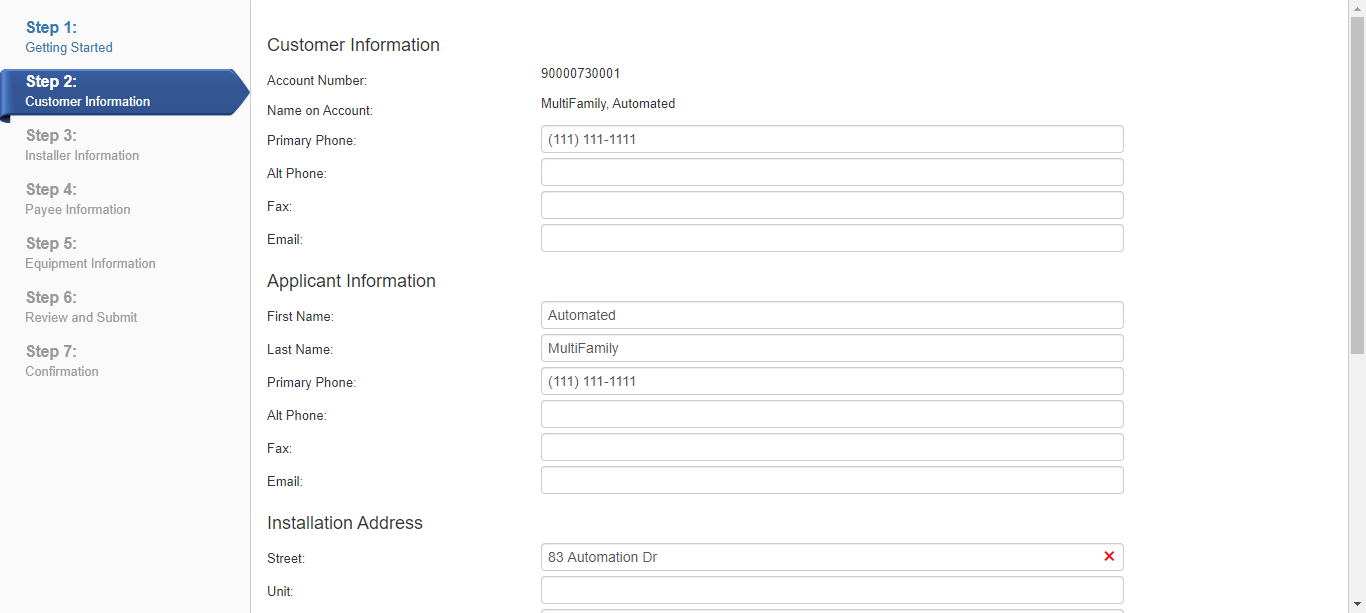 Step 1:
Getting Started
Step 2:
Customer Information
Step 3:
Installer Information
Step 4:
Payee Information
Step 5:
Equipment Information
Step 6:
Review and Submit
Step 7:
Confirmation
Customer Information
Account Number: 90000730001
Name on Account: MultiFamily, Automated
Primary Phone: (111) 111-1111
Alt Phone:
Fax:
Email:
Applicant Information
First Name: Automated
Last Name: MultiFamily
Primary Phone: (111) 111-1111
Alt Phone:
Fax:
Email:
Installation Address
Street: 83 Automation Dr
Unit: